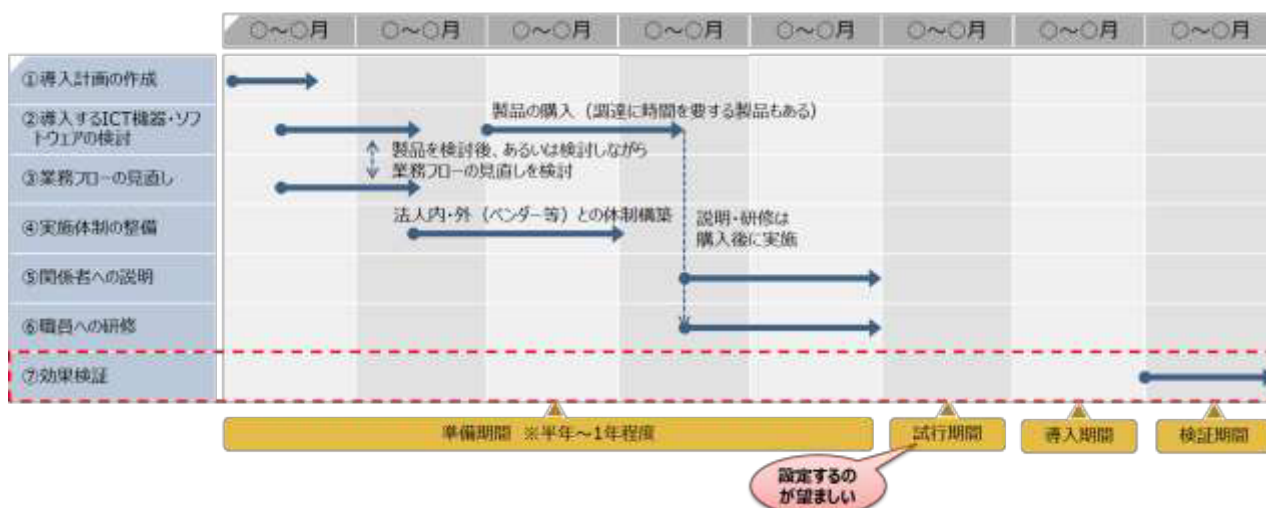 ○～○月 ○～○月 ○～○月 ○～○月 ○～○月 ○～○月 ○～○月 ○～○月
①導入計画の作成
②導入するICT機器・ソフ
トウェアの検討
製品の購入（調達に時間を要する製品もある）
製品を検討後、あるいは検討しながら
業務フローの見直しを検討
③業務フローの見直し
法人内・外（ベンダー等）との体制構築
④実施体制の整備
説明・研修は
購入後に実施
⑤関係者への説明
⑥職員への研修
⑦効果検証
準備期間 ※半年～1年程度
試行期間
導入期間
検証期間
設定するの
が望ましい